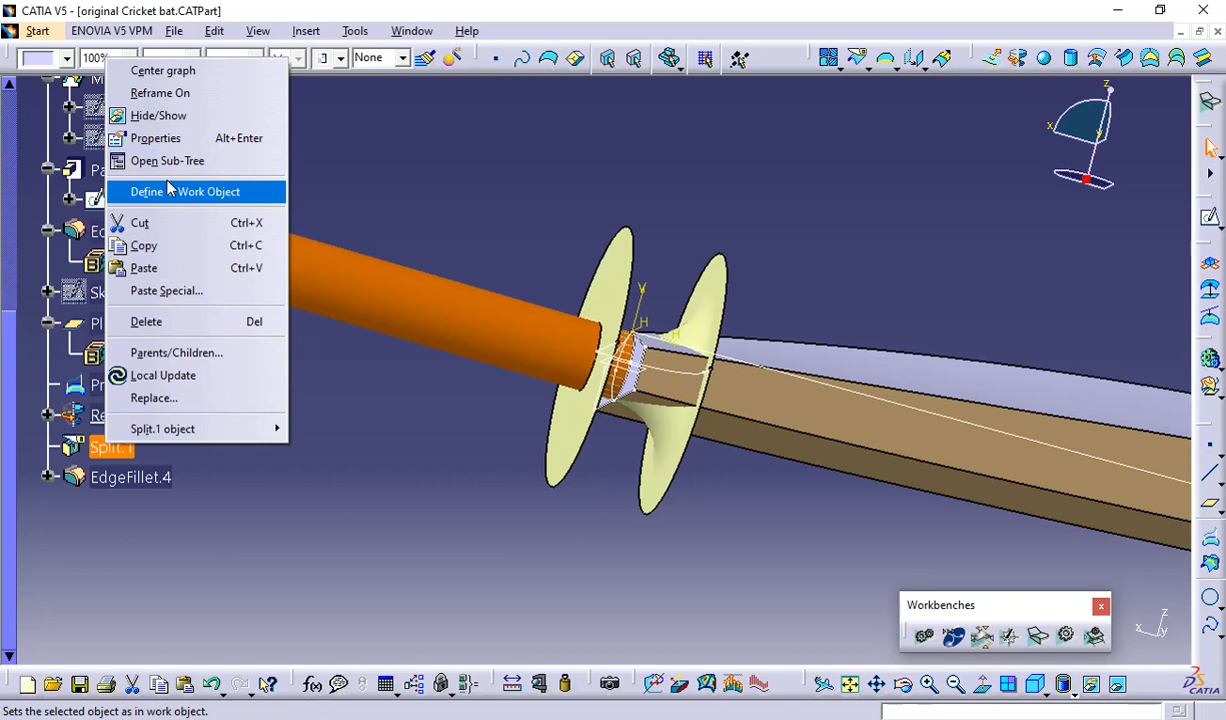 CATIA V5 - [original Cricket bat.CATPart]
Start ENOVIA V5 VPM File Edit View Insert Tools Window Help
100% None
Center graph
Reframe On
Hide/Show
Properties Alt+Enter
Open Sub-Tree
Define Work Object
Cut Ctrl+X
Copy Ctrl+C
Paste Ctrl+V
Paste Special...
Delete Del
Parents/Children...
Local Update
Replace...
Split.1 object
Split.1
EdgeFillet.4
z
x
y
V
H
H
Workbenches
z
x
y
f(x)
Sets the selected object as in work object.